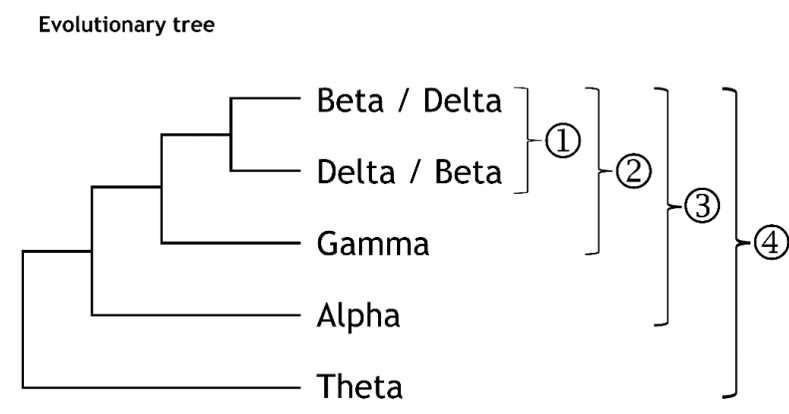 Evolutionary tree
Beta / Delta
①
Delta / Beta
②
③
Gamma
④
Alpha
Theta